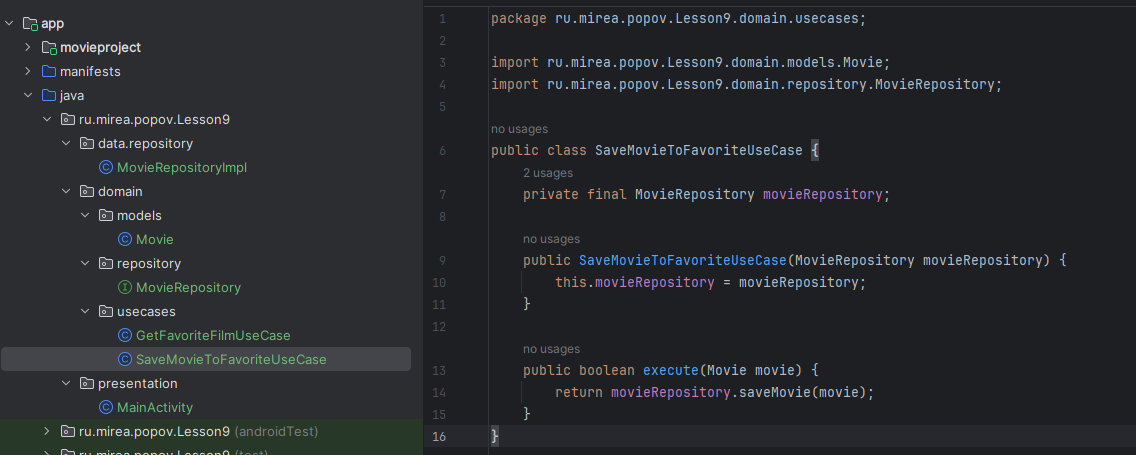 app
movieproject
manifests
java
ru.mirea.popov.Lesson9
data.repository
MovieRepositoryImpl
domain
models
Movie
repository
MovieRepository
usecases
GetFavoriteFilmUseCase
SaveMovieToFavoriteUseCase
presentation
MainActivity
ru.mirea.popov.Lesson9 (androidTest)
ru.mirea.popov.Lesson9 (test)
1 package ru.mirea.popov.Lesson9.domain.usecases;
2
3 import ru.mirea.popov.Lesson9.domain.models.Movie;
4 import ru.mirea.popov.Lesson9.domain.repository.MovieRepository;
5
no usages
6 public class SaveMovieToFavoriteUseCase {
2 usages
7 private final MovieRepository movieRepository;
8
no usages
9 public SaveMovieToFavoriteUseCase(MovieRepository movieRepository) {
10 this.movieRepository = movieRepository;
11 }
12
no usages
13 public boolean execute(Movie movie) {
14 return movieRepository.saveMovie(movie);
15 }
16 }